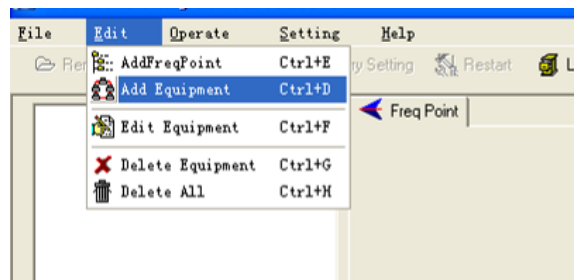 File Edit Operate Setting Help
AddFreqPoint Ctrl+E
Add Equipment Ctrl+D
Edit Equipment Ctrl+F
Delete Equipment Ctrl+G
Delete All Ctrl+H
Setting Restart
Freq Point